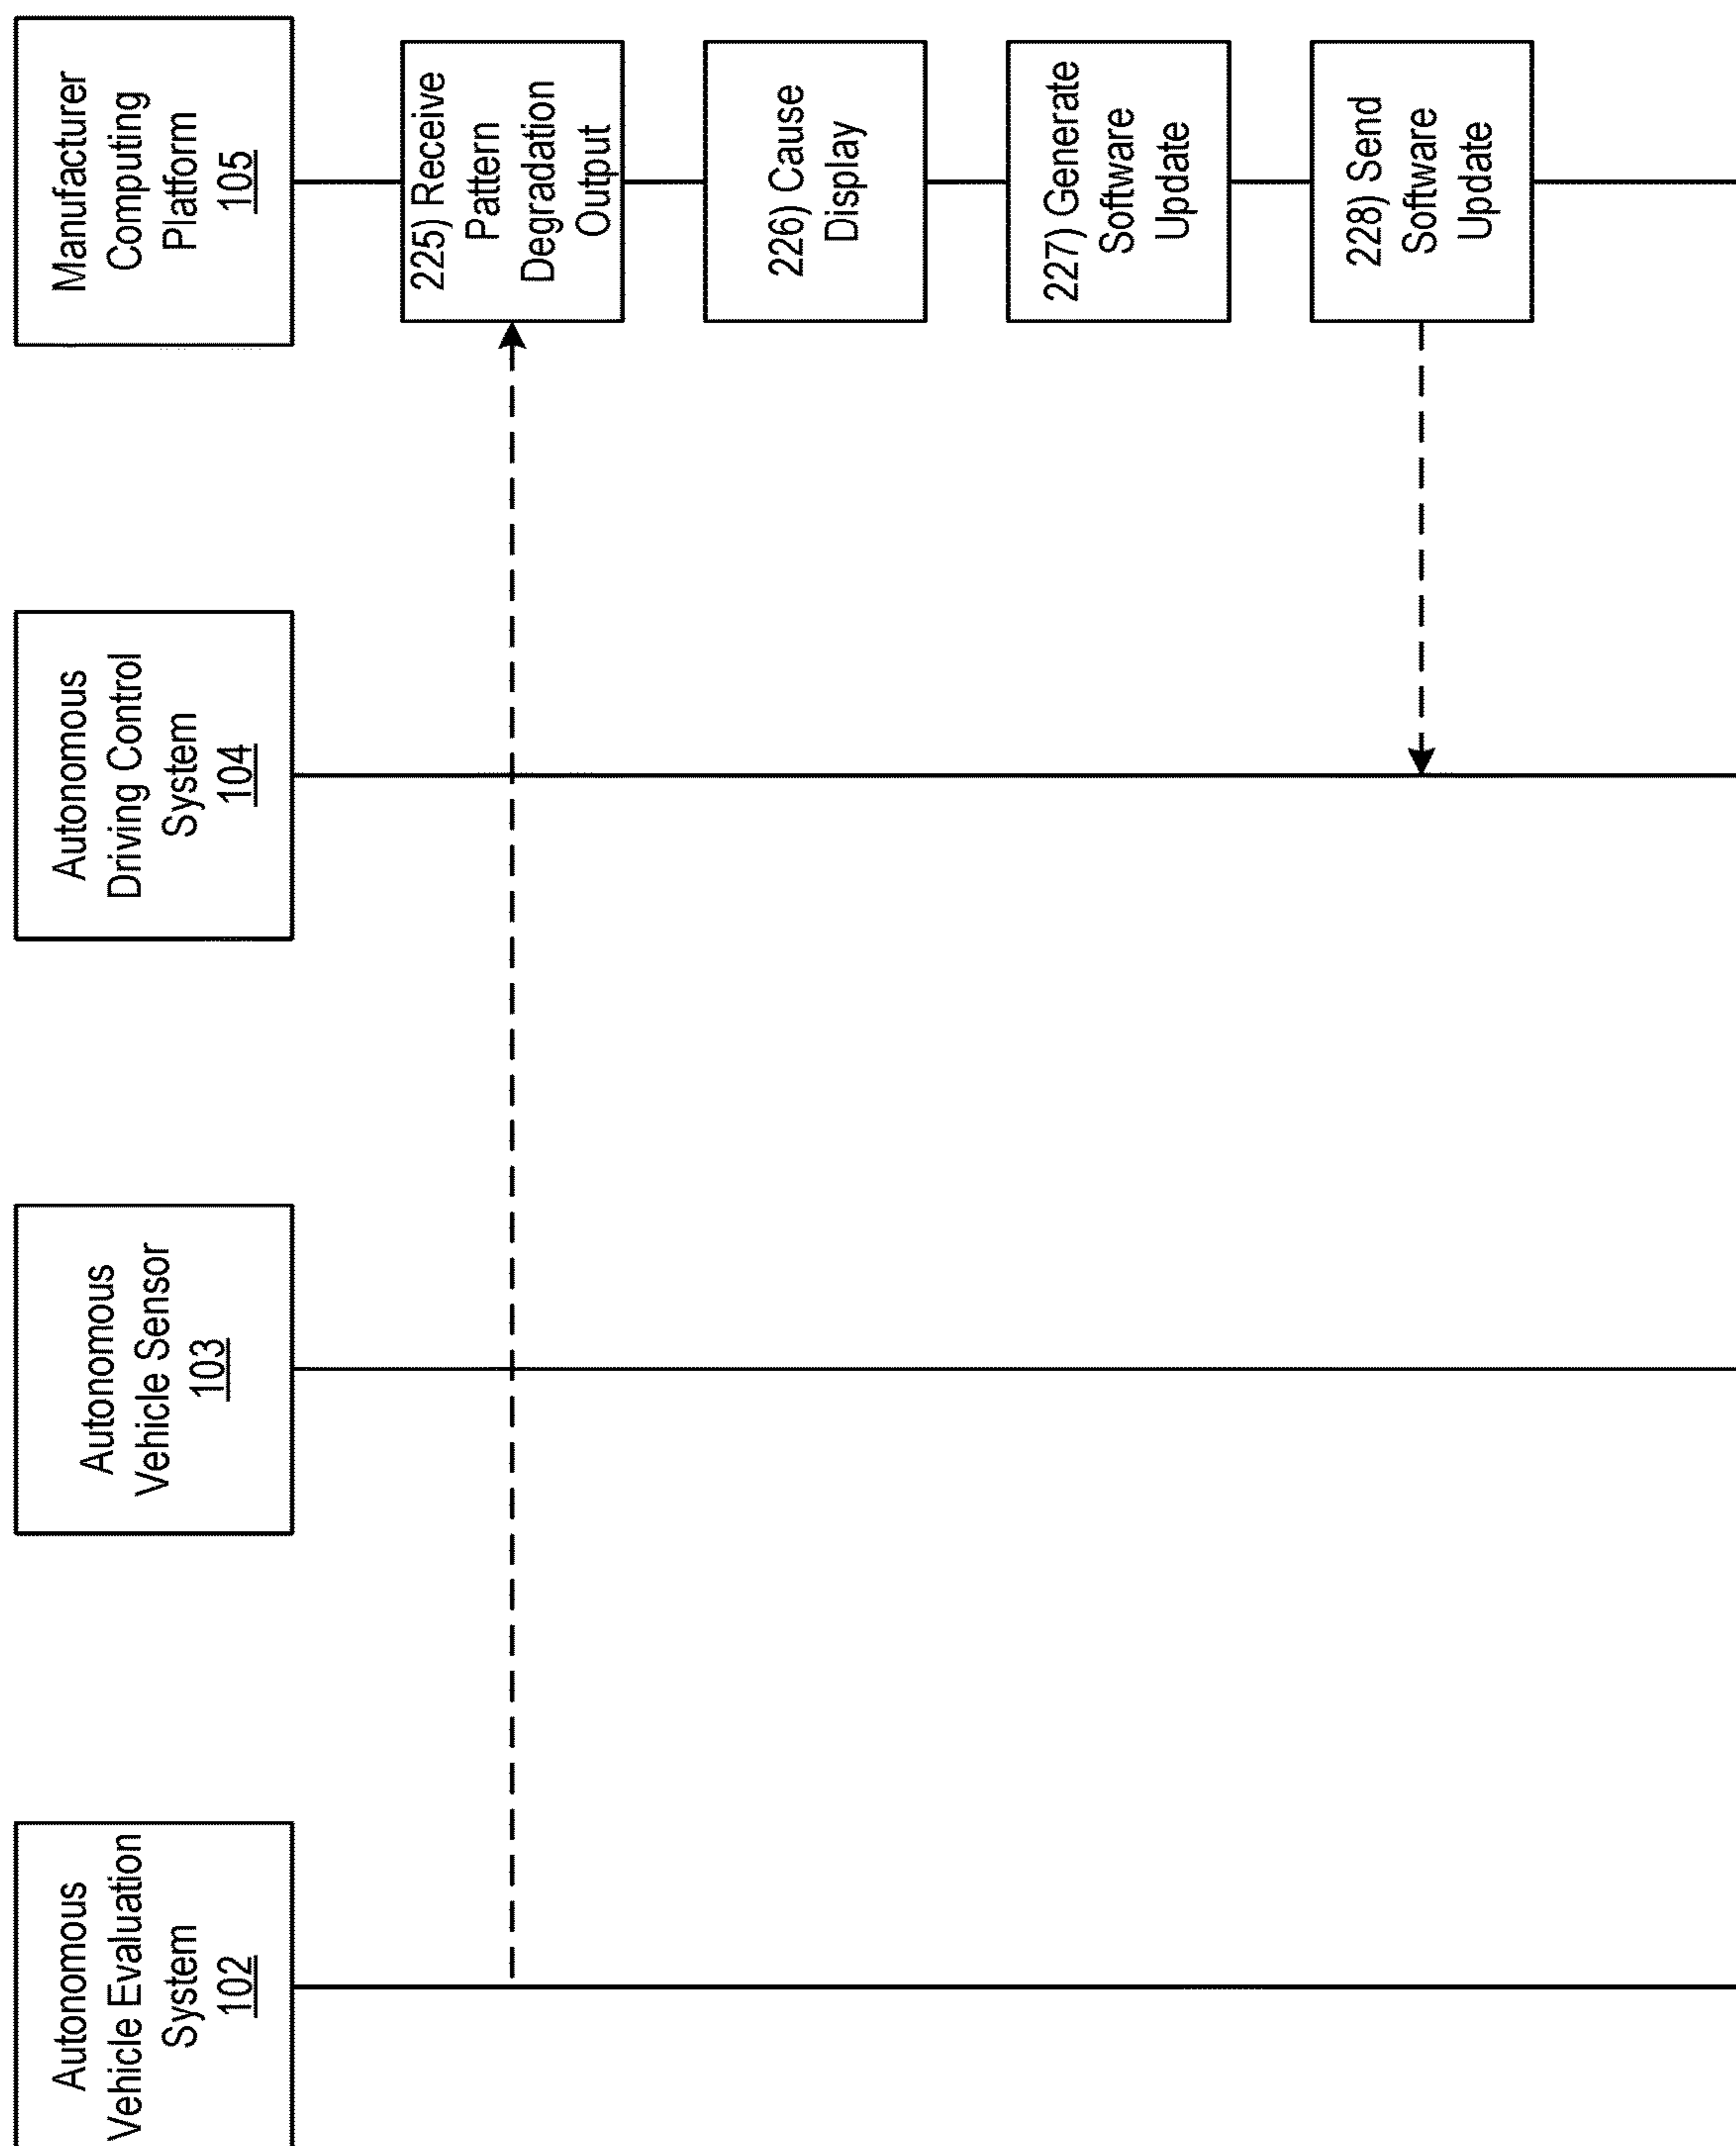 Autonomous
Vehicle Evaluation
System
102
Autonomous
Vehicle Sensor
103
Autonomous
Driving Control
System
104
Manufacturer
Computing
Platform
105
225) Receive
Pattern
Degradation
Output
226) Cause
Display
227) Generate
Software
Update
228) Send
Software
Update